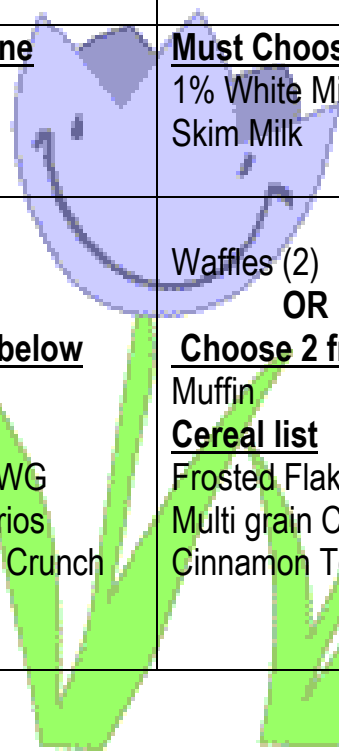 ne
below
WG
rios
Crunch
Must Choos
1% White Mi
Skim Milk
Waffles (2)
OR
Choose 2 f
Muffin
Cereal list
Frosted Flak
Multi grain C
Cinnamon T